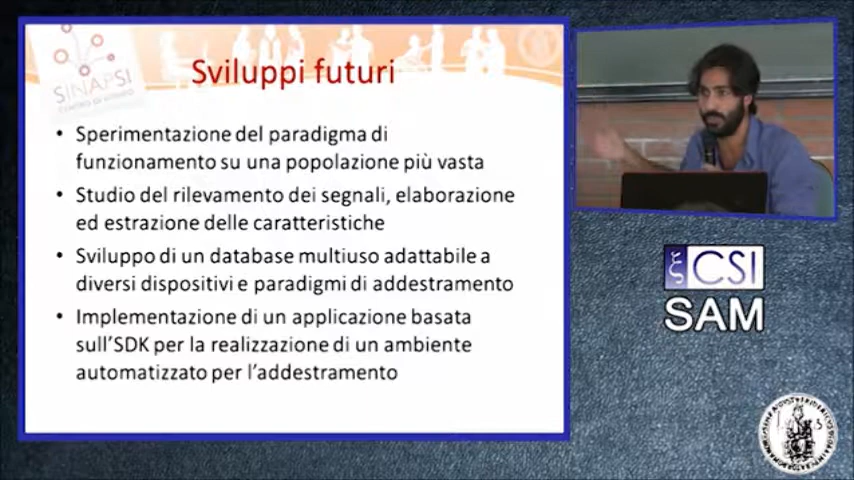 SINAPSI
Sviluppi futuri
• Sperimentazione del paradigma di
funzionamento su una popolazione più vasta
• Studio del rilevamento dei segnali, elaborazione
ed estrazione delle caratteristiche
• Sviluppo di un database multiuso adattabile a
diversi dispositivi e paradigmi di addestramento
• Implementazione di un applicazione basata
sull'SDK per la realizzazione di un ambiente
automatizzato per l'addestramento
CSI
SAM